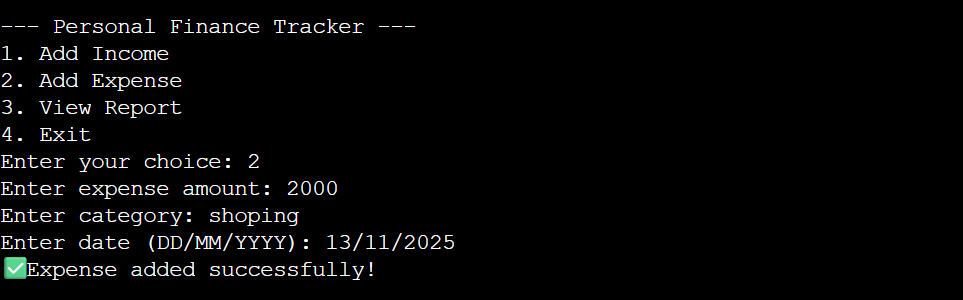 --- Personal Finance Tracker ---
1. Add Income
2. Add Expense
3. View Report
4. Exit
Enter your choice: 2
Enter expense amount: 2000
Enter category: shoping
Enter date (DD/MM/YYYY): 13/11/2025
✅Expense added successfully!